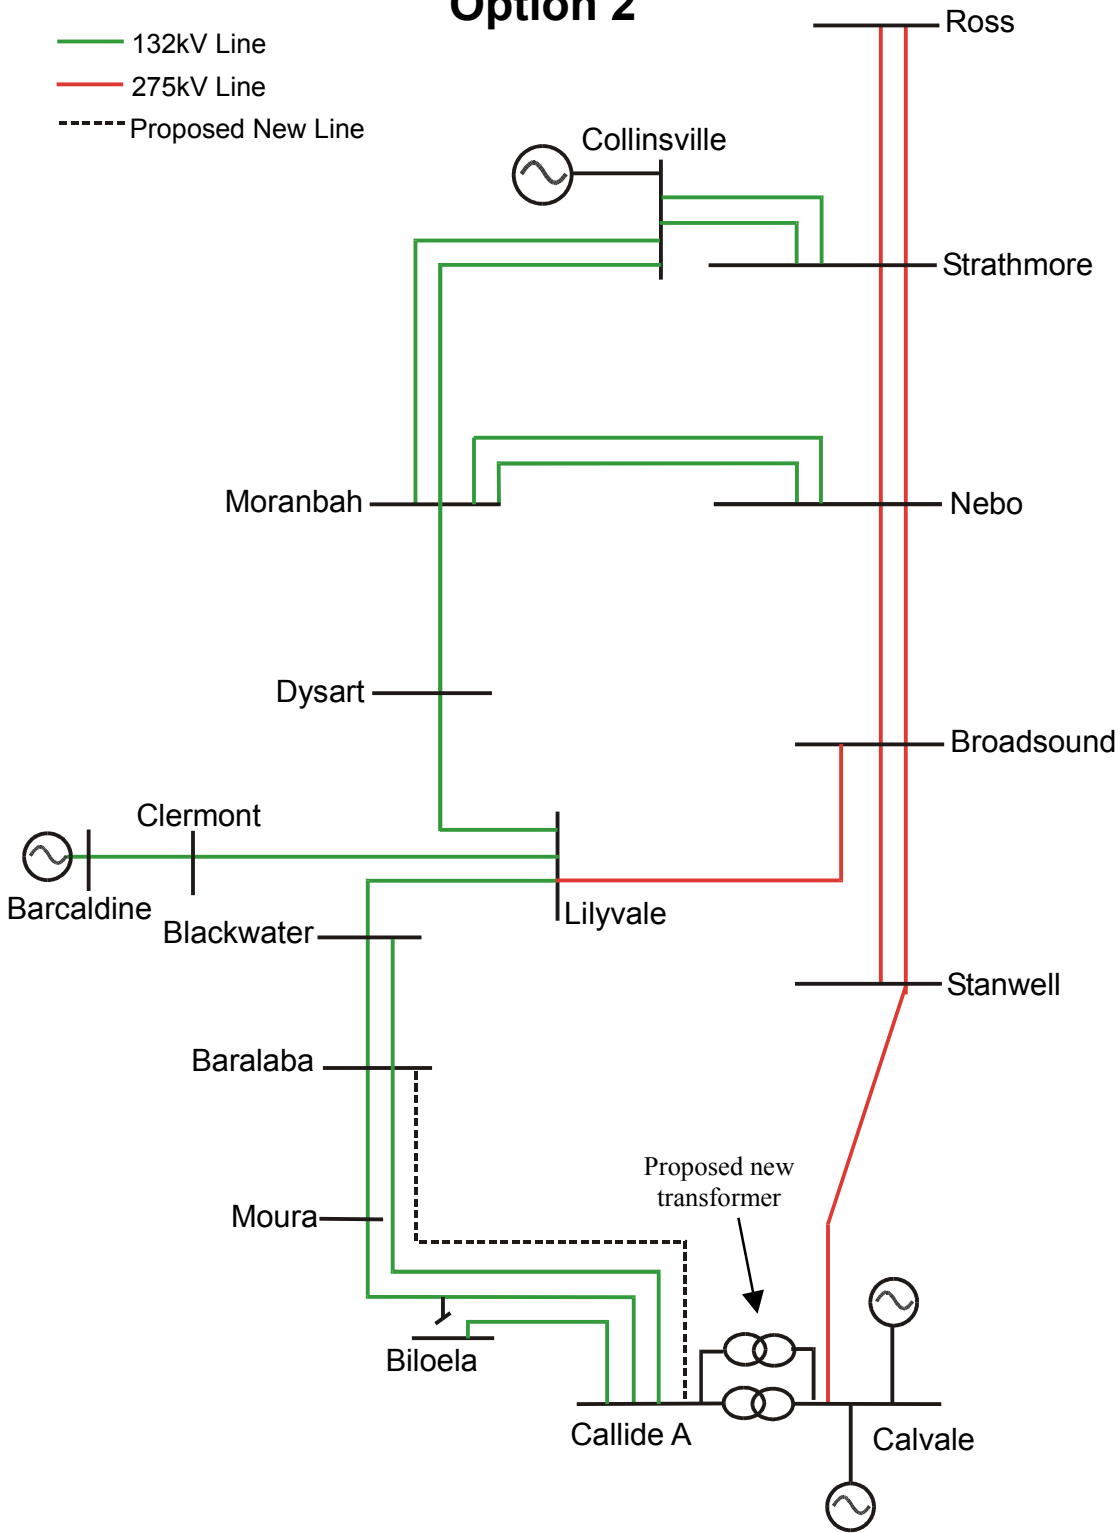 Option 2
132kV Line
275kV Line
Proposed New Line
Ross
Collinsville
Strathmore
Moranbah
Nebo
Dysart
Broadsound
Clermont
Barcaldine
Lilyvale
Blackwater
Stanwell
Baralaba
Proposed new
transformer
Moura
Biloela
Callide A
Calvale